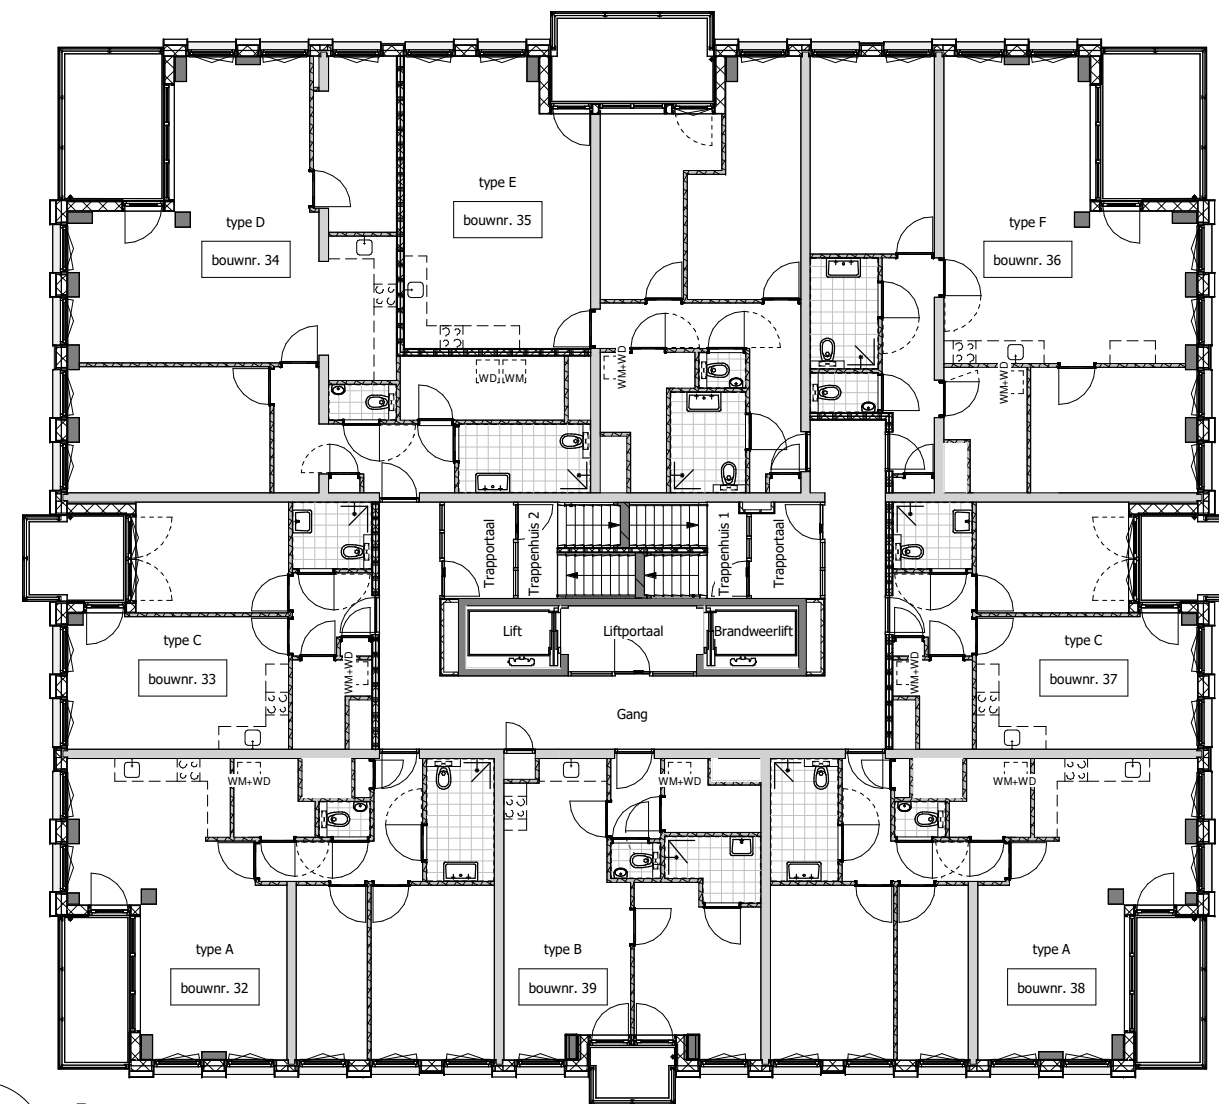 type E
bouwnr. 35
type D
bouwnr. 34
type F
bouwnr. 36
WD
WM
WM+WD
WM+WD
Trapportaal
Trappenhuis 2
Trappenhuis 1
Trapportaal
Lift
Liftportaal
Brandweerlift
type C
bouwnr. 33
WM+WD
Gang
WM+WD
type C
bouwnr. 37
WM+WD
WM+WD
WM+WD
type A
bouwnr. 32
type B
bouwnr. 39
type A
bouwnr. 38